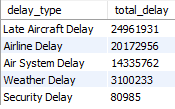 delay_type total_delay
Late Aircraft Delay 24961931
Airline Delay 20172956
Air System Delay 14335762
Weather Delay 3100233
Security Delay 80985